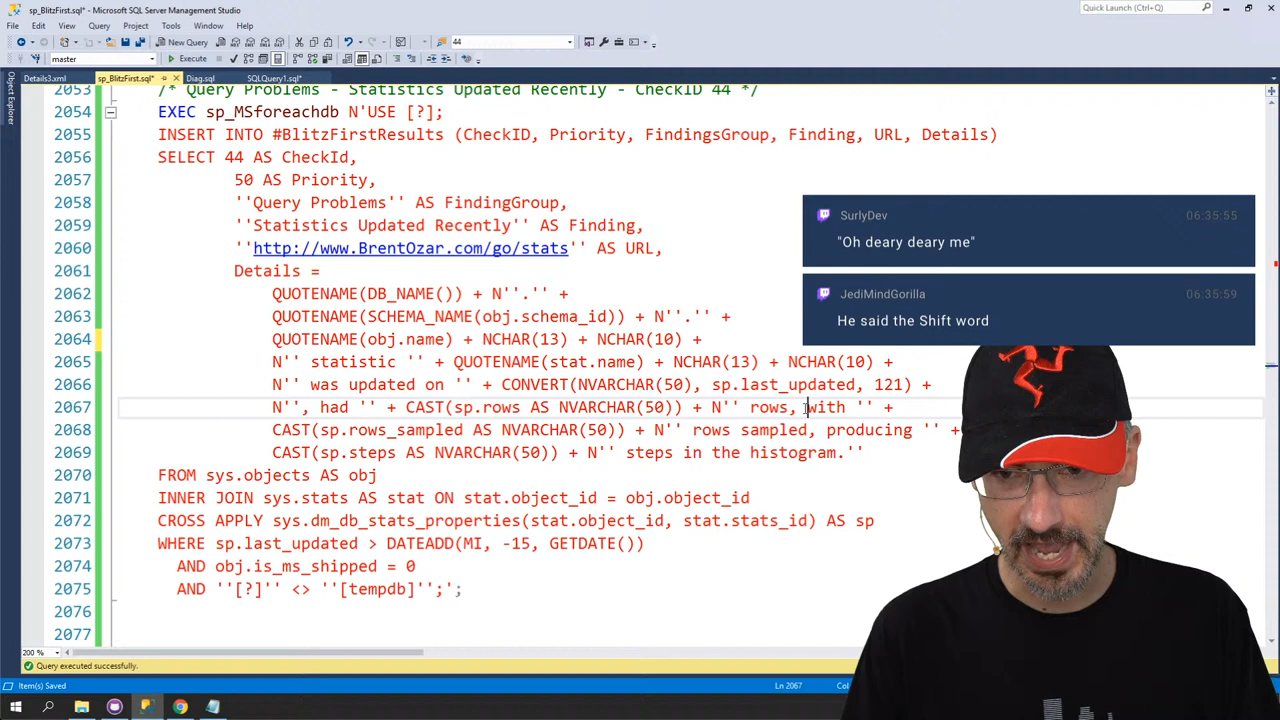 sp_BlitzFirst.sql* - Microsoft SQL Server Management Studio
Quick Launch (Ctrl+Q)
File Edit View Query Project Tools Window Help
New Query
44
master
Execute
Details3.xml sp_BlitzFirst.sql* Diag.sql SQLQuery1.sql*
Object Explorer
2053 /* Query Problems - Statistics Updated Recently - CheckID 44 */
2054 EXEC sp_MSforeachdb N'USE [?];
2055 INSERT INTO #BlitzFirstResults (CheckID, Priority, FindingsGroup, Finding, URL, Details)
2056 SELECT 44 AS CheckId,
2057 50 AS Priority,
2058 ''Query Problems'' AS FindingGroup,
2059 ''Statistics Updated Recently'' AS Finding,
2060 ''http://www.BrentOzar.com/go/stats'' AS URL,
2061 Details =
2062 QUOTENAME(DB_NAME()) + N''.'' +
2063 QUOTENAME(SCHEMA_NAME(obj.schema_id)) + N''.'' +
2064 QUOTENAME(obj.name) + NCHAR(13) + NCHAR(10) +
2065 N'' statistic '' + QUOTENAME(stat.name) + NCHAR(13) + NCHAR(10) +
2066 N'' was updated on '' + CONVERT(NVARCHAR(50), sp.last_updated, 121) +
2067 N'', had '' + CAST(sp.rows AS NVARCHAR(50)) + N'' rows, with '' +
2068 CAST(sp.rows_sampled AS NVARCHAR(50)) + N'' rows sampled, producing '' +
2069 CAST(sp.steps AS NVARCHAR(50)) + N'' steps in the histogram.''
2070 FROM sys.objects AS obj
2071 INNER JOIN sys.stats AS stat ON stat.object_id = obj.object_id
2072 CROSS APPLY sys.dm_db_stats_properties(stat.object_id, stat.stats_id) AS sp
2073 WHERE sp.last_updated > DATEADD(MI, -15, GETDATE())
2074 AND obj.is_ms_shipped = 0
2075 AND ''[?]'' <> ''[tempdb]'';';
2076
2077
SurlyDev 06:35:55
"Oh deary deary me"
JediMindGorilla 06:35:59
He said the Shift word
200 %
Query executed successfully.
Item(s) Saved
Ln 2067
Col